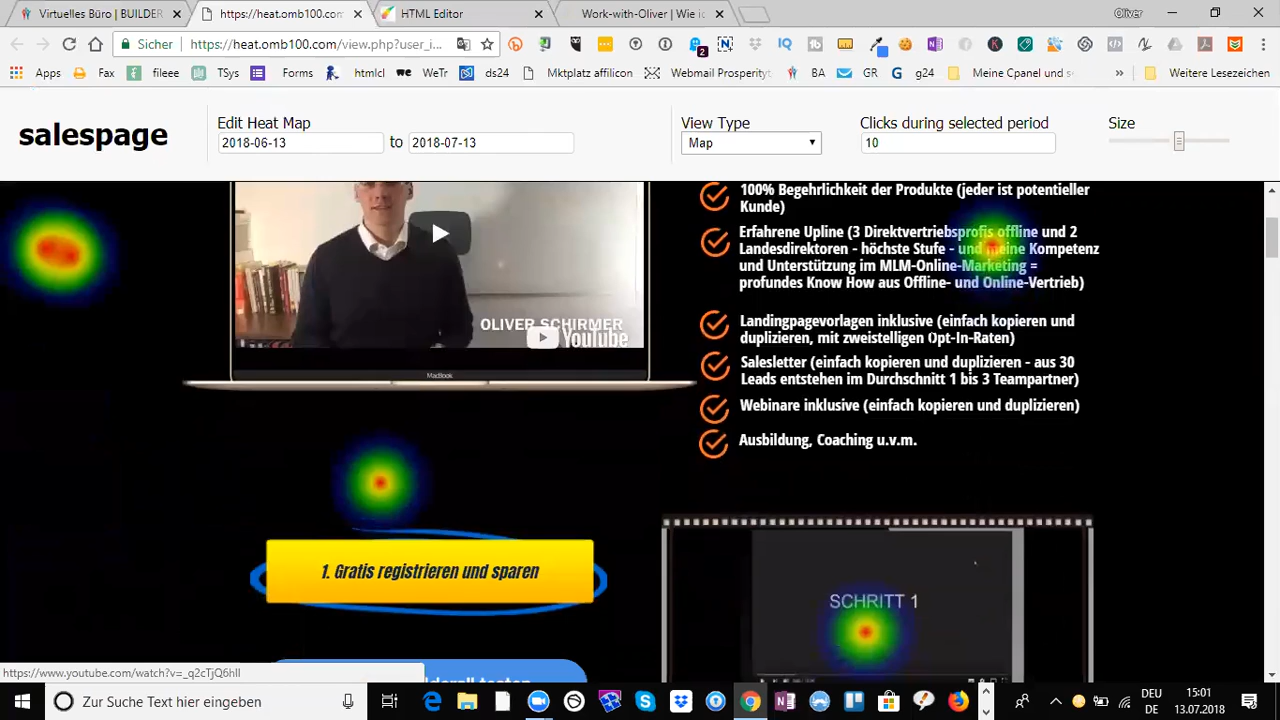 Virtuelles Büro | BUILDER
https://heat.omb100.com/
HTML Editor
Work-with-Oliver | Wie ic
Oliver
Sicher
https://heat.omb100.com/view.php?user_i...
2
Apps
Fax
fileee
TSys
Forms
htmlcl
WeTr
ds24
Mktplatz affilicon
Webmail Prosperity
BA
GR
g24
Meine Cpanel und s
»
Weitere Lesezeichen
salespage
Edit Heat Map
2018-06-13 to 2018-07-13
View Type
Map
Clicks during selected period
10
Size
OLIVER SCHIRMER
YouTube
MacBook
100% Begehrlichkeit der Produkte (jeder ist potentieller
Kunde)
Erfahrene Upline (3 Direktvertriebsprofis offline und 2
Landesdirektoren - höchste Stufe - und meine Kompetenz
und Unterstützung im MLM-Online-Marketing =
profundes Know How aus Offline- und Online-Vertrieb)
Landingpagevorlagen inklusive (einfach kopieren und
duplizieren, mit zweistelligen Opt-In-Raten)
Salesletter (einfach kopieren und duplizieren - aus 30
Leads entstehen im Durchschnitt 1 bis 3 Teampartner)
Webinare inklusive (einfach kopieren und duplizieren)
Ausbildung, Coaching u.v.m.
1. Gratis registrieren und sparen
SCHRITT 1
https://www.youtube.com/watch?v=_q2cTjQ6hlI
Zur Suche Text hier eingeben
DEU
DE
15:01
13.07.2018